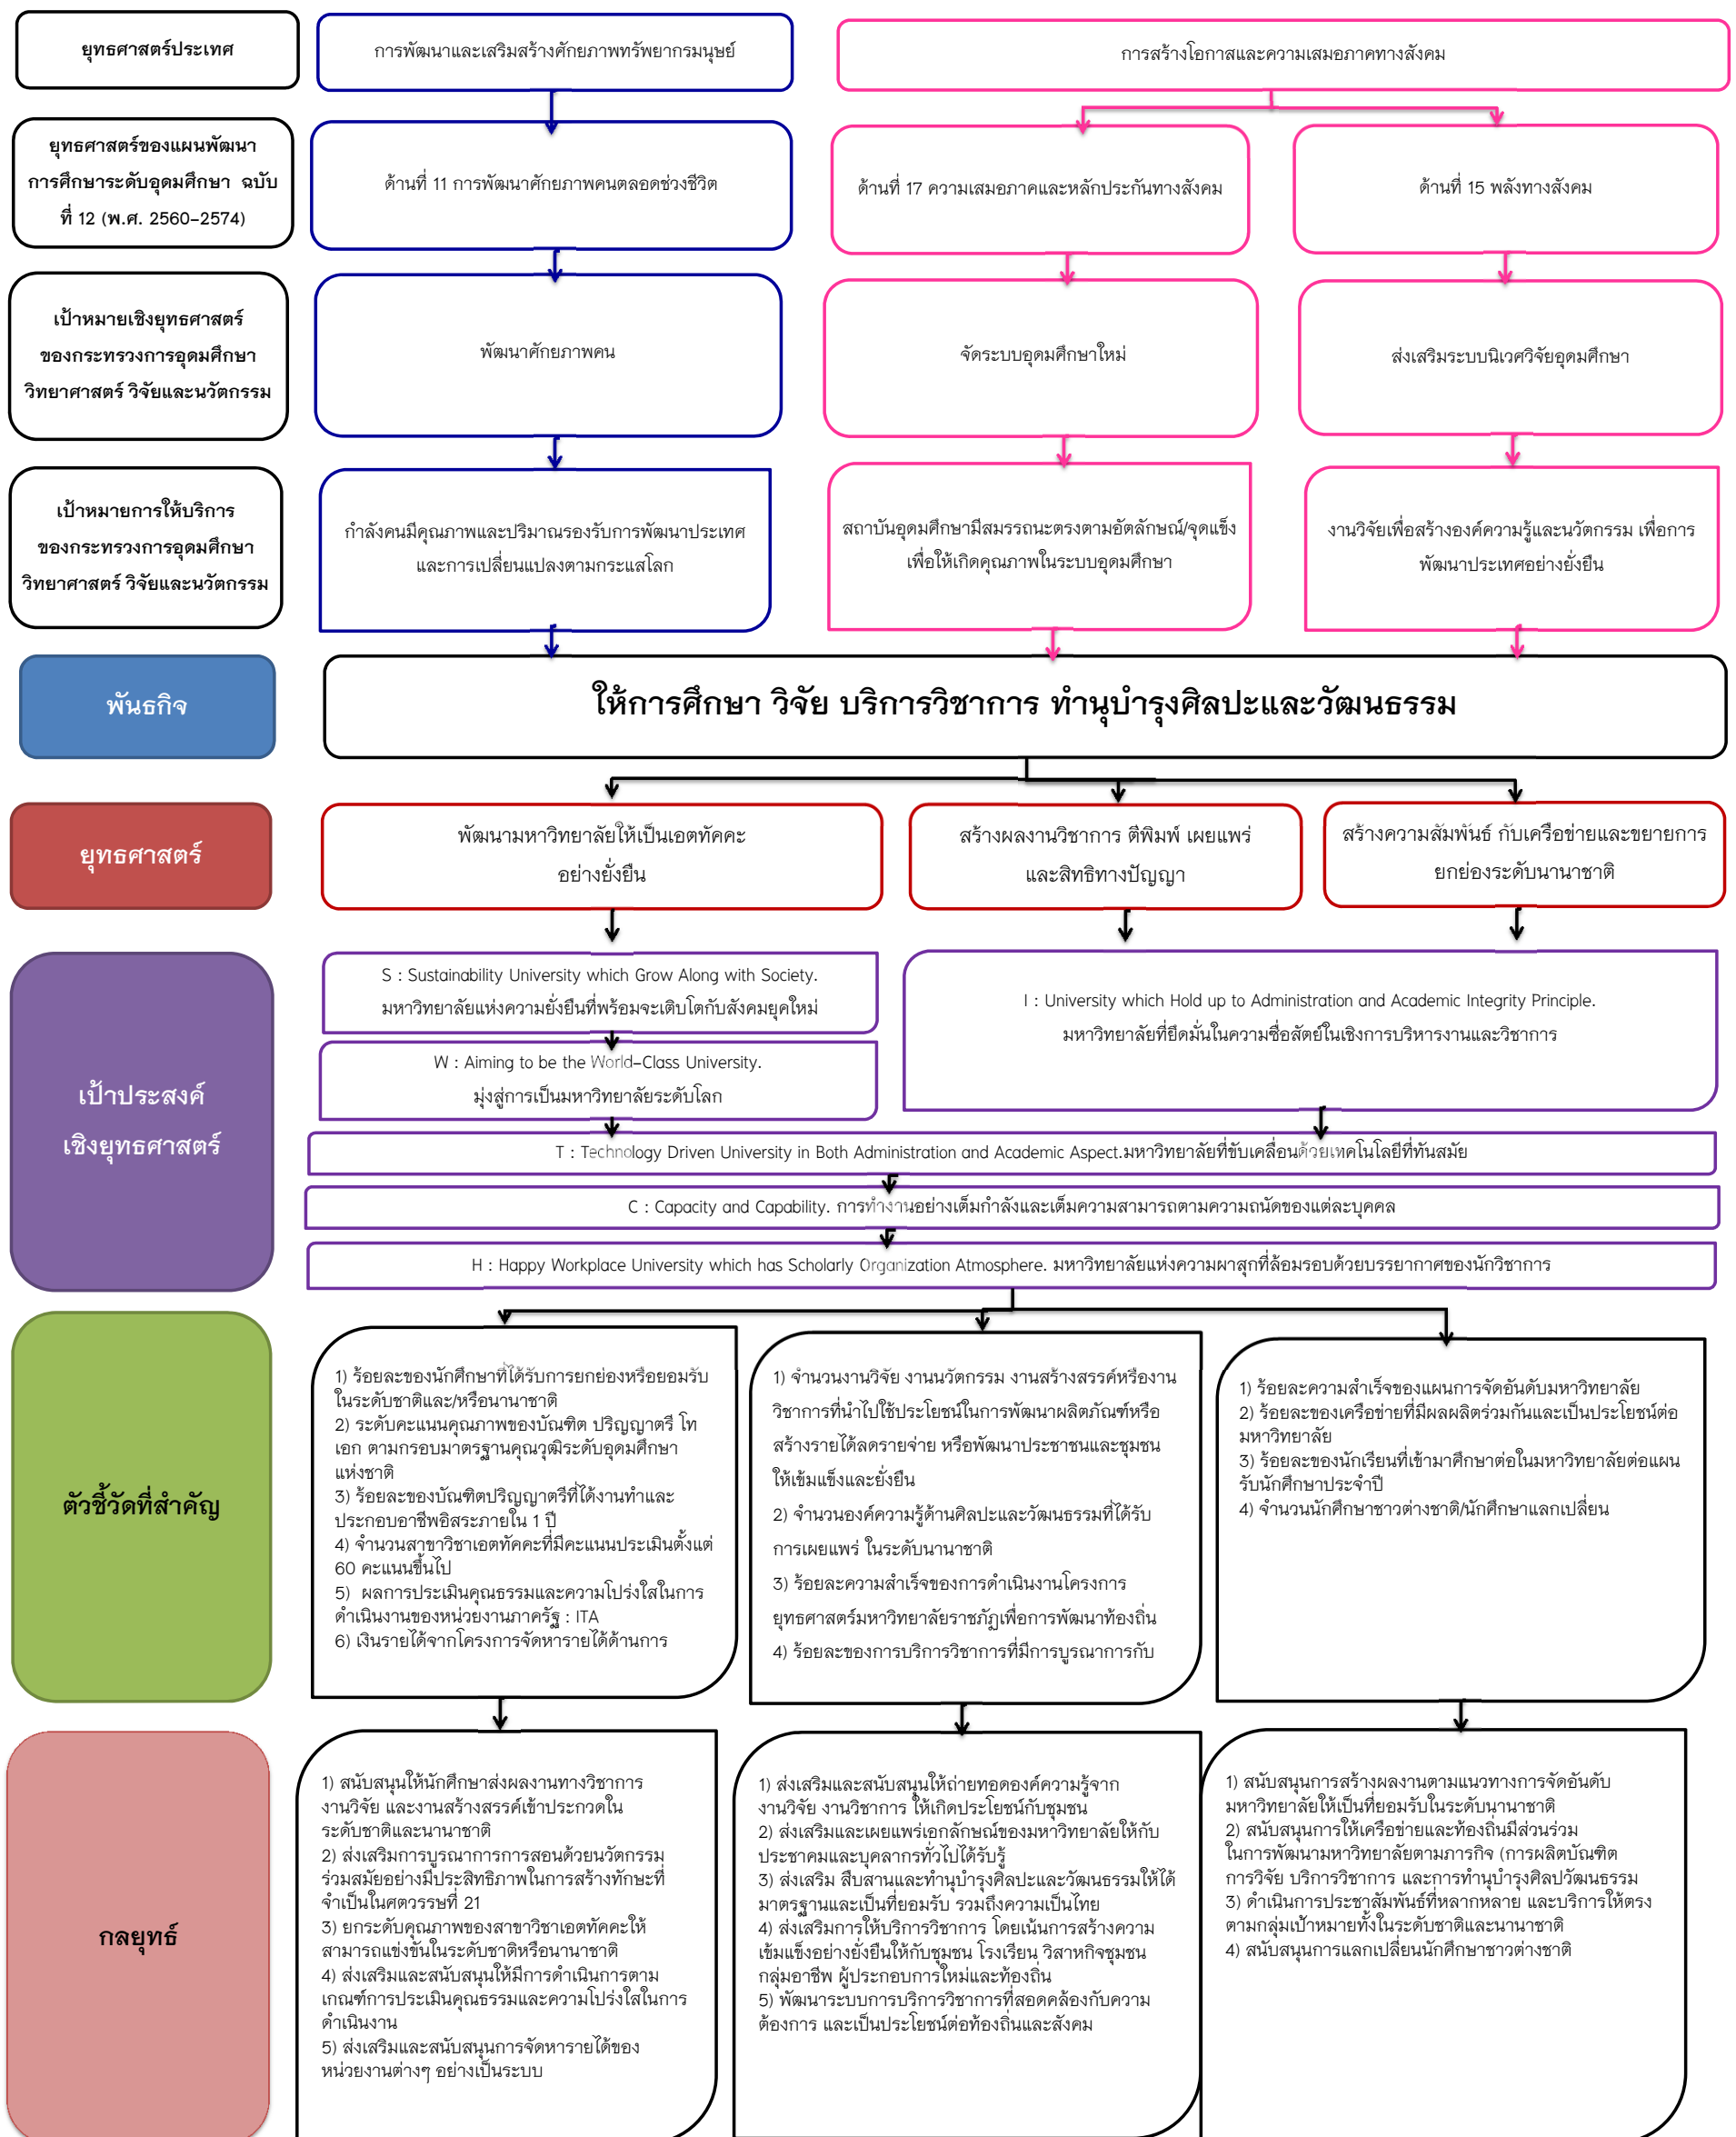 ยุทธศาสตร์ประเทศ
การพัฒนาและเสริมสร้างศักยภาพทรัพยากรมนุษย์
การสร้างโอกาสและความเสมอภาคทางสังคม
ยุทธศาสตร์ของแผนพัฒนา
การศึกษาระดับอุดมศึกษา ฉบับ
ที่ 12 (พ.ศ. 2560–2574)
ด้านที่ 11 การพัฒนาศักยภาพคนตลอดช่วงชีวิต
ด้านที่ 17 ความเสมอภาคและหลักประกันทางสังคม
ด้านที่ 15 พลังทางสังคม
เป้าหมายเชิงยุทธศาสตร์
ของกระทรวงการอุดมศึกษา
วิทยาศาสตร์ วิจัยและนวัตกรรม
พัฒนาศักยภาพคน
จัดระบบอุดมศึกษาใหม่
ส่งเสริมระบบนิเวศวิจัยอุดมศึกษา
เป้าหมายการให้บริการ
ของกระทรวงการอุดมศึกษา
วิทยาศาสตร์ วิจัยและนวัตกรรม
กำลังคนมีคุณภาพและปริมาณรองรับการพัฒนาประเทศ
และการเปลี่ยนแปลงตามกระแสโลก
สถาบันอุดมศึกษามีสมรรถนะตรงตามอัตลักษณ์/จุดแข็ง
เพื่อให้เกิดคุณภาพในระบบอุดมศึกษา
งานวิจัยเพื่อสร้างองค์ความรู้และนวัตกรรม เพื่อการ
พัฒนาประเทศอย่างยั่งยืน
พันธกิจ
ให้การศึกษา วิจัย บริการวิชาการ ทำนุบำรุงศิลปะและวัฒนธรรม
ยุทธศาสตร์
พัฒนามหาวิทยาลัยให้เป็นเอตทัคคะ
อย่างยั่งยืน
สร้างผลงานวิชาการ ตีพิมพ์ เผยแพร่
และสิทธิทางปัญญา
สร้างความสัมพันธ์ กับเครือข่ายและขยายการ
ยกย่องระดับนานาชาติ
เป้าประสงค์
เชิงยุทธศาสตร์
S : Sustainability University which Grow Along with Society.
มหาวิทยาลัยแห่งความยั่งยืนที่พร้อมจะเติบโตกับสังคมยุคใหม่
W : Aiming to be the World–Class University.
มุ่งสู่การเป็นมหาวิทยาลัยระดับโลก
I : University which Hold up to Administration and Academic Integrity Principle.
มหาวิทยาลัยที่ยึดมั่นในความซื่อสัตย์ในเชิงการบริหารงานและวิชาการ
T : Technology Driven University in Both Administration and Academic Aspect.มหาวิทยาลัยที่ขับเคลื่อนด้วยเทคโนโลยีที่ทันสมัย
C : Capacity and Capability. การทำงานอย่างเต็มกำลังและเต็มความสามารถตามความถนัดของแต่ละบุคคล
H : Happy Workplace University which has Scholarly Organization Atmosphere. มหาวิทยาลัยแห่งความผาสุกที่ล้อมรอบด้วยบรรยากาศของนักวิชาการ
ตัวชี้วัดที่สำคัญ
1) ร้อยละของนักศึกษาที่ได้รับการยกย่องหรือยอมรับ
ในระดับชาติและ/หรือนานาชาติ
2) ระดับคะแนนคุณภาพของบัณฑิต ปริญญาตรี โท
เอก ตามกรอบมาตรฐานคุณวุฒิระดับอุดมศึกษา
แห่งชาติ
3) ร้อยละของบัณฑิตปริญญาตรีที่ได้งานทำและ
ประกอบอาชีพอิสระภายใน 1 ปี
4) จำนวนสาขาวิชาเอตทัคคะที่มีคะแนนประเมินตั้งแต่
60 คะแนนขึ้นไป
5) ผลการประเมินคุณธรรมและความโปร่งใสในการ
ดำเนินงานของหน่วยงานภาครัฐ : ITA
6) เงินรายได้จากโครงการจัดหารายได้ด้านการ
1) จำนวนงานวิจัย งานนวัตกรรม งานสร้างสรรค์หรืองาน
วิชาการที่นำไปใช้ประโยชน์ในการพัฒนาผลิตภัณฑ์หรือ
สร้างรายได้ลดรายจ่าย หรือพัฒนาประชาชนและชุมชน
ให้เข้มแข็งและยั่งยืน
2) จำนวนองค์ความรู้ด้านศิลปะและวัฒนธรรมที่ได้รับ
การเผยแพร่ ในระดับนานาชาติ
3) ร้อยละความสำเร็จของการดำเนินงานโครงการ
ยุทธศาสตร์มหาวิทยาลัยราชภัฏเพื่อการพัฒนาท้องถิ่น
4) ร้อยละของการบริการวิชาการที่มีการบูรณาการกับ
1) ร้อยละความสำเร็จของแผนการจัดอันดับมหาวิทยาลัย
2) ร้อยละของเครือข่ายที่มีผลผลิตร่วมกันและเป็นประโยชน์ต่อ
มหาวิทยาลัย
3) ร้อยละของนักเรียนที่เข้ามาศึกษาต่อในมหาวิทยาลัยต่อแผน
รับนักศึกษาประจำปี
4) จำนวนนักศึกษาชาวต่างชาติ/นักศึกษาแลกเปลี่ยน
กลยุทธ์
1) สนับสนุนให้นักศึกษาส่งผลงานทางวิชาการ
งานวิจัย และงานสร้างสรรค์เข้าประกวดใน
ระดับชาติและนานาชาติ
2) ส่งเสริมการบูรณาการการสอนด้วยนวัตกรรม
ร่วมสมัยอย่างมีประสิทธิภาพในการสร้างทักษะที่
จำเป็นในศตวรรษที่ 21
3) ยกระดับคุณภาพของสาขาวิชาเอตทัคคะให้
สามารถแข่งขันในระดับชาติหรือนานาชาติ
4) ส่งเสริมและสนับสนุนให้มีการดำเนินการตาม
เกณฑ์การประเมินคุณธรรมและความโปร่งใสในการ
ดำเนินงาน
5) ส่งเสริมและสนับสนุนการจัดหารายได้ของ
หน่วยงานต่างๆ อย่างเป็นระบบ
1) ส่งเสริมและสนับสนุนให้ถ่ายทอดองค์ความรู้จาก
งานวิจัย งานวิชาการ ให้เกิดประโยชน์กับชุมชน
2) ส่งเสริมและเผยแพร่เอกลักษณ์ของมหาวิทยาลัยให้กับ
ประชาคมและบุคลากรทั่วไปได้รับรู้
3) ส่งเสริม สืบสานและทำนุบำรุงศิลปะและวัฒนธรรมให้ได้
มาตรฐานและเป็นที่ยอมรับ รวมถึงความเป็นไทย
4) ส่งเสริมการให้บริการวิชาการ โดยเน้นการสร้างความ
เข้มแข็งอย่างยั่งยืนให้กับชุมชน โรงเรียน วิสาหกิจชุมชน
กลุ่มอาชีพ ผู้ประกอบการใหม่และท้องถิ่น
5) พัฒนาระบบการบริการวิชาการที่สอดคล้องกับความ
ต้องการ และเป็นประโยชน์ต่อท้องถิ่นและสังคม
1) สนับสนุนการสร้างผลงานตามแนวทางการจัดอันดับ
มหาวิทยาลัยให้เป็นที่ยอมรับในระดับนานาชาติ
2) สนับสนุนการให้เครือข่ายและท้องถิ่นมีส่วนร่วม
ในการพัฒนามหาวิทยาลัยตามภารกิจ (การผลิตบัณฑิต
การวิจัย บริการวิชาการ และการทำนุบำรุงศิลปวัฒนธรรม
3) ดำเนินการประชาสัมพันธ์ที่หลากหลาย และบริการให้ตรง
ตามกลุ่มเป้าหมายทั้งในระดับชาติและนานาชาติ
4) สนับสนุนการแลกเปลี่ยนนักศึกษาชาวต่างชาติ